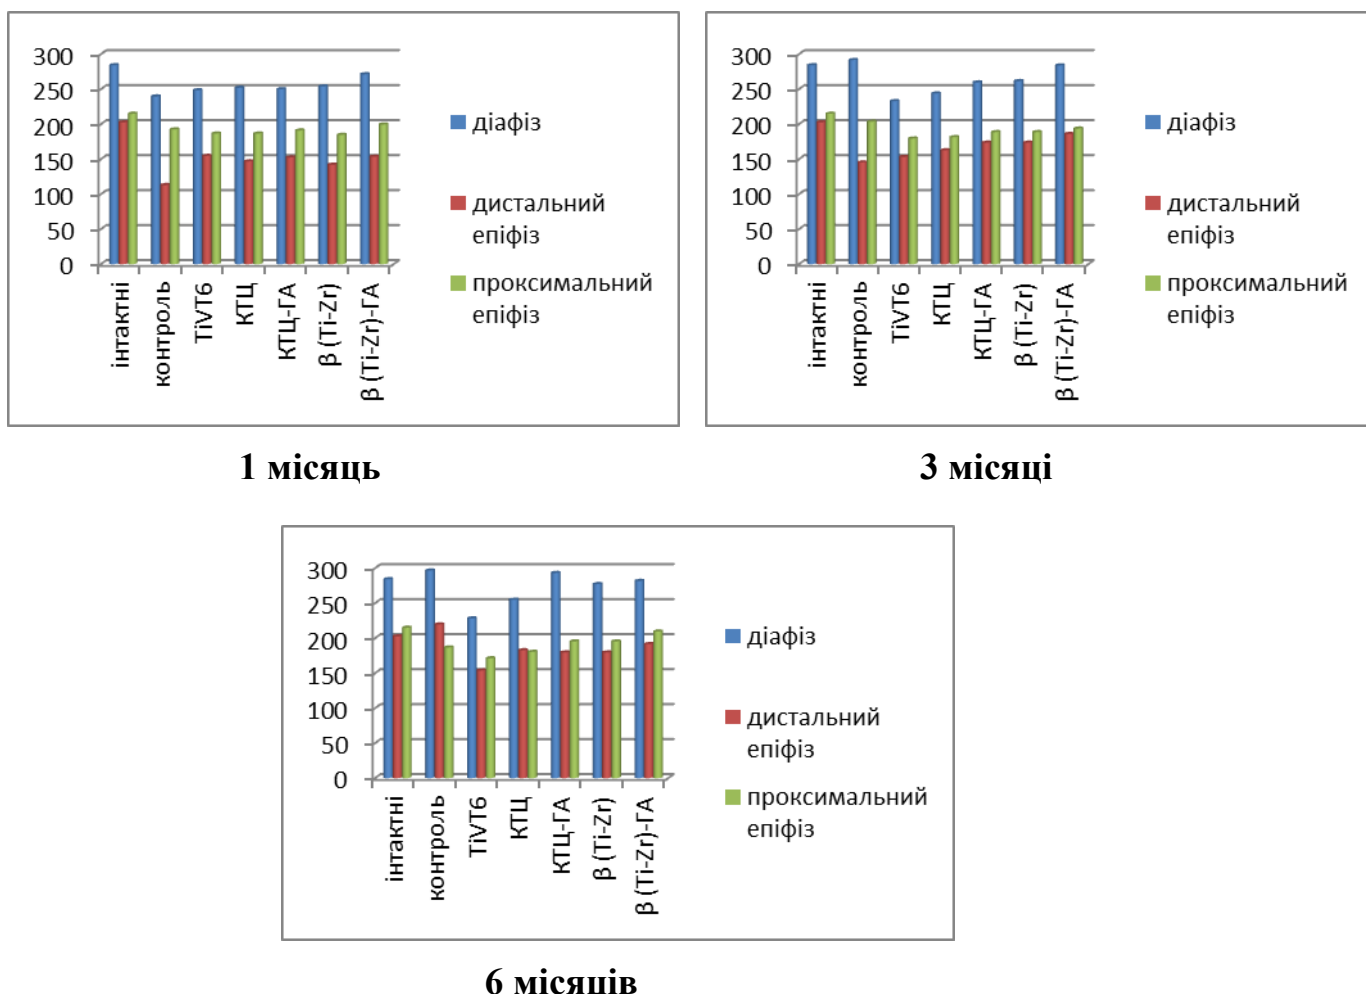 300
250
200
150
100
50
0
інтактні
контроль
TiVT6
КТЦ
КТЦ-ГА
β (Ti-Zr)
β (Ti-Zr)-ГА
діафіз
дистальний
епіфіз
проксимальний
епіфіз
1 місяць
300
250
200
150
100
50
0
інтактні
контроль
TiVT6
КТЦ
КТЦ-ГА
β (Ti-Zr)
β (Ti-Zr)-ГА
діафіз
дистальний
епіфіз
проксимальний
епіфіз
3 місяці
300
250
200
150
100
50
0
інтактні
контроль
TiVT6
КТЦ
КТЦ-ГА
β (Ti-Zr)
β (Ti-Zr)-ГА
діафіз
дистальний
епіфіз
проксимальний
епіфіз
6 місяців